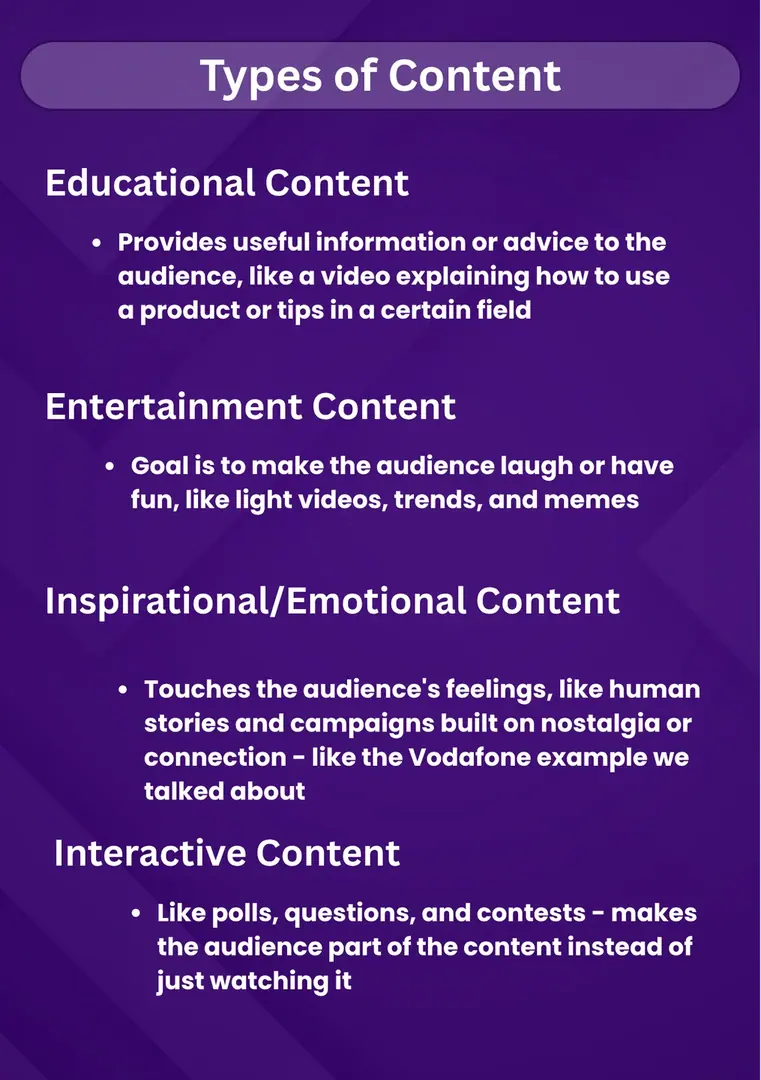 Types of Content
Educational Content
• Provides useful information or advice to the
audience, like a video explaining how to use
a product or tips in a certain field
Entertainment Content
• Goal is to make the audience laugh or have
fun, like light videos, trends, and memes
Inspirational/Emotional Content
• Touches the audience's feelings, like human
stories and campaigns built on nostalgia or
connection – like the Vodafone example we
talked about
Interactive Content
• Like polls, questions, and contests – makes
the audience part of the content instead of
just watching it